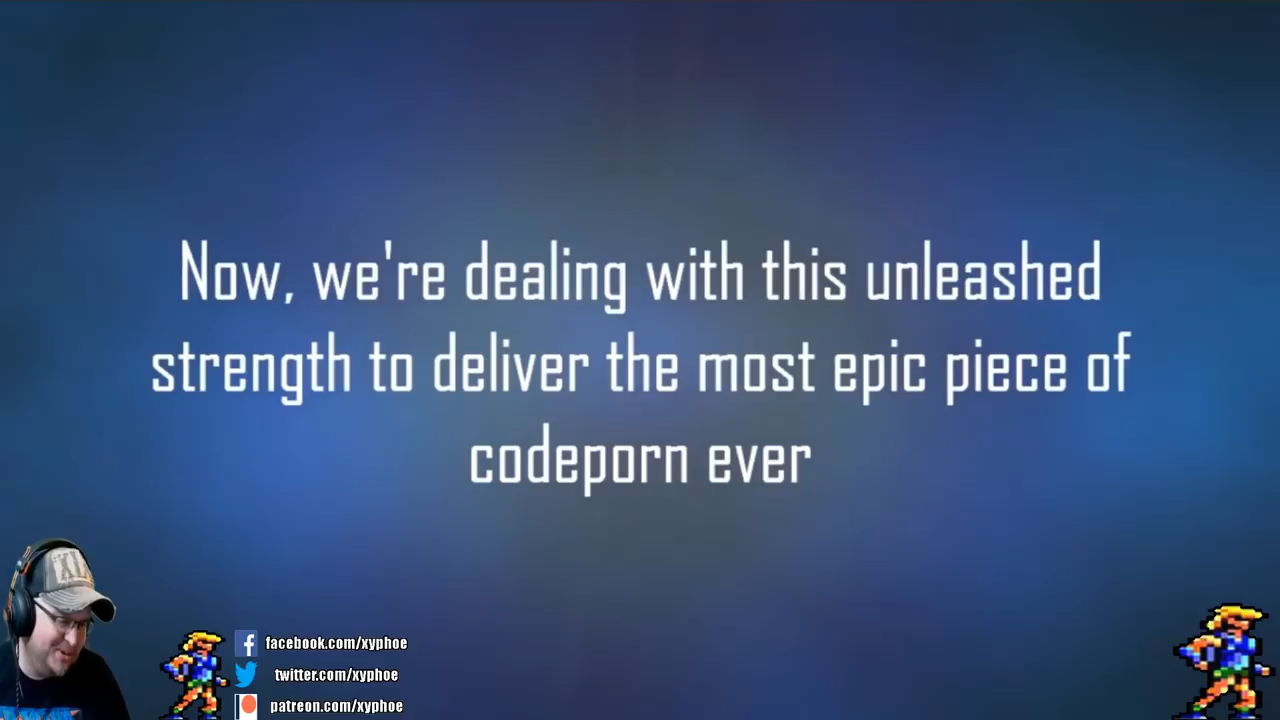 Now, we're dealing with this unleashed
strength to deliver the most epic piece of
codeporn ever
facebook.com/xyphoe
twitter.com/xyphoe
patreon.com/xyphoe